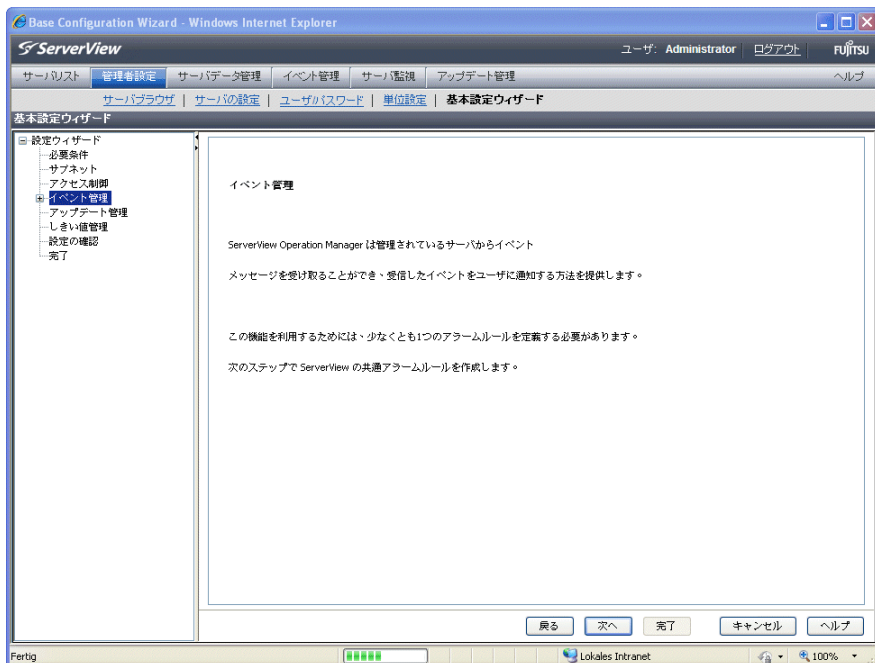 Base Configuration Wizard - Windows Internet Explorer
ServerView
ユーザ: Administrator
ログアウト
FUJITSU
サーバリスト
管理者設定
サーバデータ管理
イベント管理
サーバ監視
アップデート管理
ヘルプ
サーバブラウザ | サーバの設定 | ユーザ/パスワード | 単位設定 | 基本設定ウィザード
基本設定ウィザード
設定ウィザード
必要条件
サブネット
アクセス制御
イベント管理
アップデート管理
しきい値管理
設定の確認
完了
イベント管理
ServerView Operation Manager は管理されているサーバからイベント
メッセージを受け取ることができ、受信したイベントをユーザに通知する方法を提供します。
この機能を利用するためには、少なくとも1つのアラームルールを定義する必要があります。
次のステップで ServerView の共通アラームルールを作成します。
戻る
次へ
完了
キャンセル
ヘルプ
Fertig
Lokales Intranet
100%